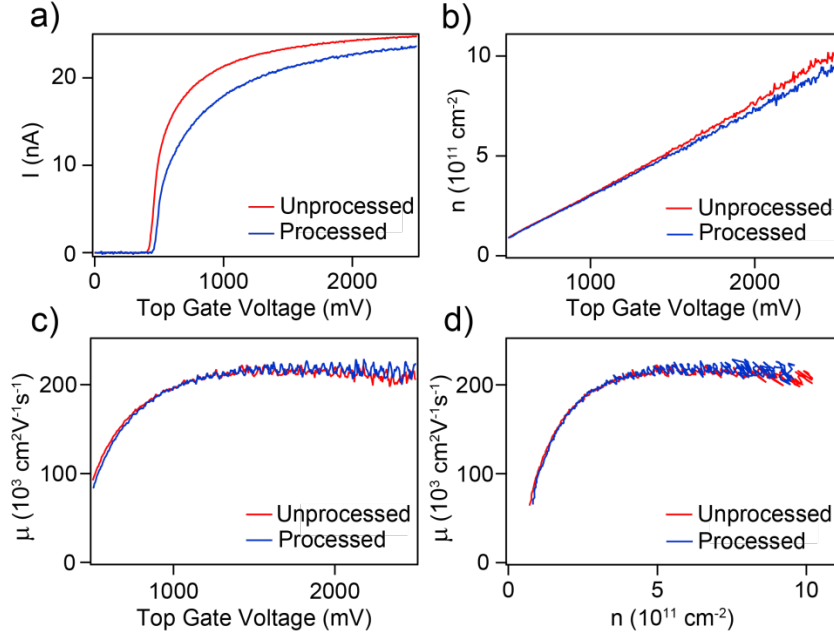 a)
I (nA)
20
10
0
Unprocessed
Processed
0
1000
2000
Top Gate Voltage (mV)
b)
n (10¹¹ cm⁻²)
10
5
0
Unprocessed
Processed
1000
2000
Top Gate Voltage (mV)
c)
μ (10³ cm²V⁻¹s⁻¹)
200
100
0
Unprocessed
Processed
1000
2000
Top Gate Voltage (mV)
d)
μ (10³ cm²V⁻¹s⁻¹)
200
100
0
Unprocessed
Processed
0
5
10
n (10¹¹ cm⁻²)